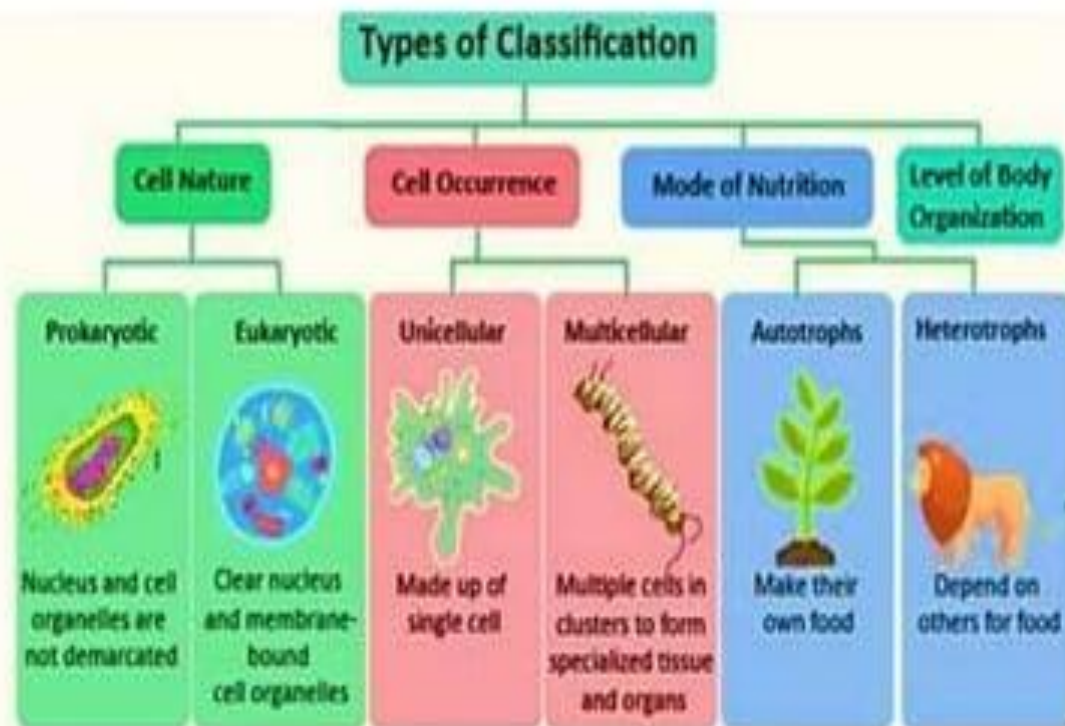 Types of Classification
Cell Nature
Cell Occurrence
Mode of Nutrition
Level of Body
Organization
Prokaryotic
Nucleus and cell
organelles are
not demarcated
Eukaryotic
Clear nucleus
and membrane-
bound
cell organelles
Unicellular
Made up of
single cell
Multicellular
Multiple cells in
clusters to form
specialized tissue
and organs
Autotrophs
Make their
own food
Heterotrophs
Depend on
others for food